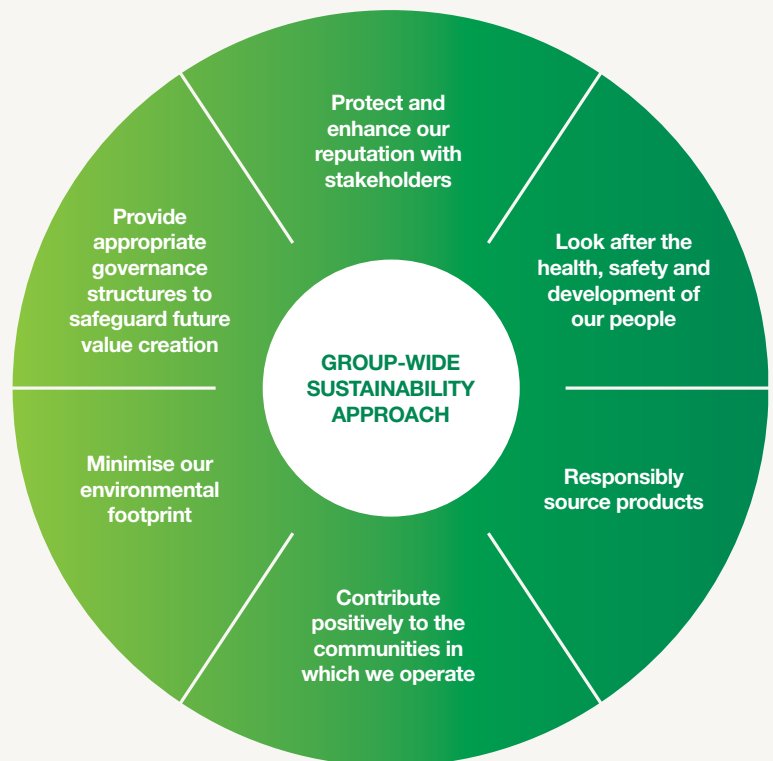 Protect and
enhance our
reputation with
stakeholders
Look after the
health, safety and
development of
our people
Responsibly
source products
Contribute
positively to the
communities in
which we operate
Minimise our
environmental
footprint
Provide
appropriate
governance
structures to
safeguard future
value creation
GROUP-WIDE
SUSTAINABILITY
APPROACH